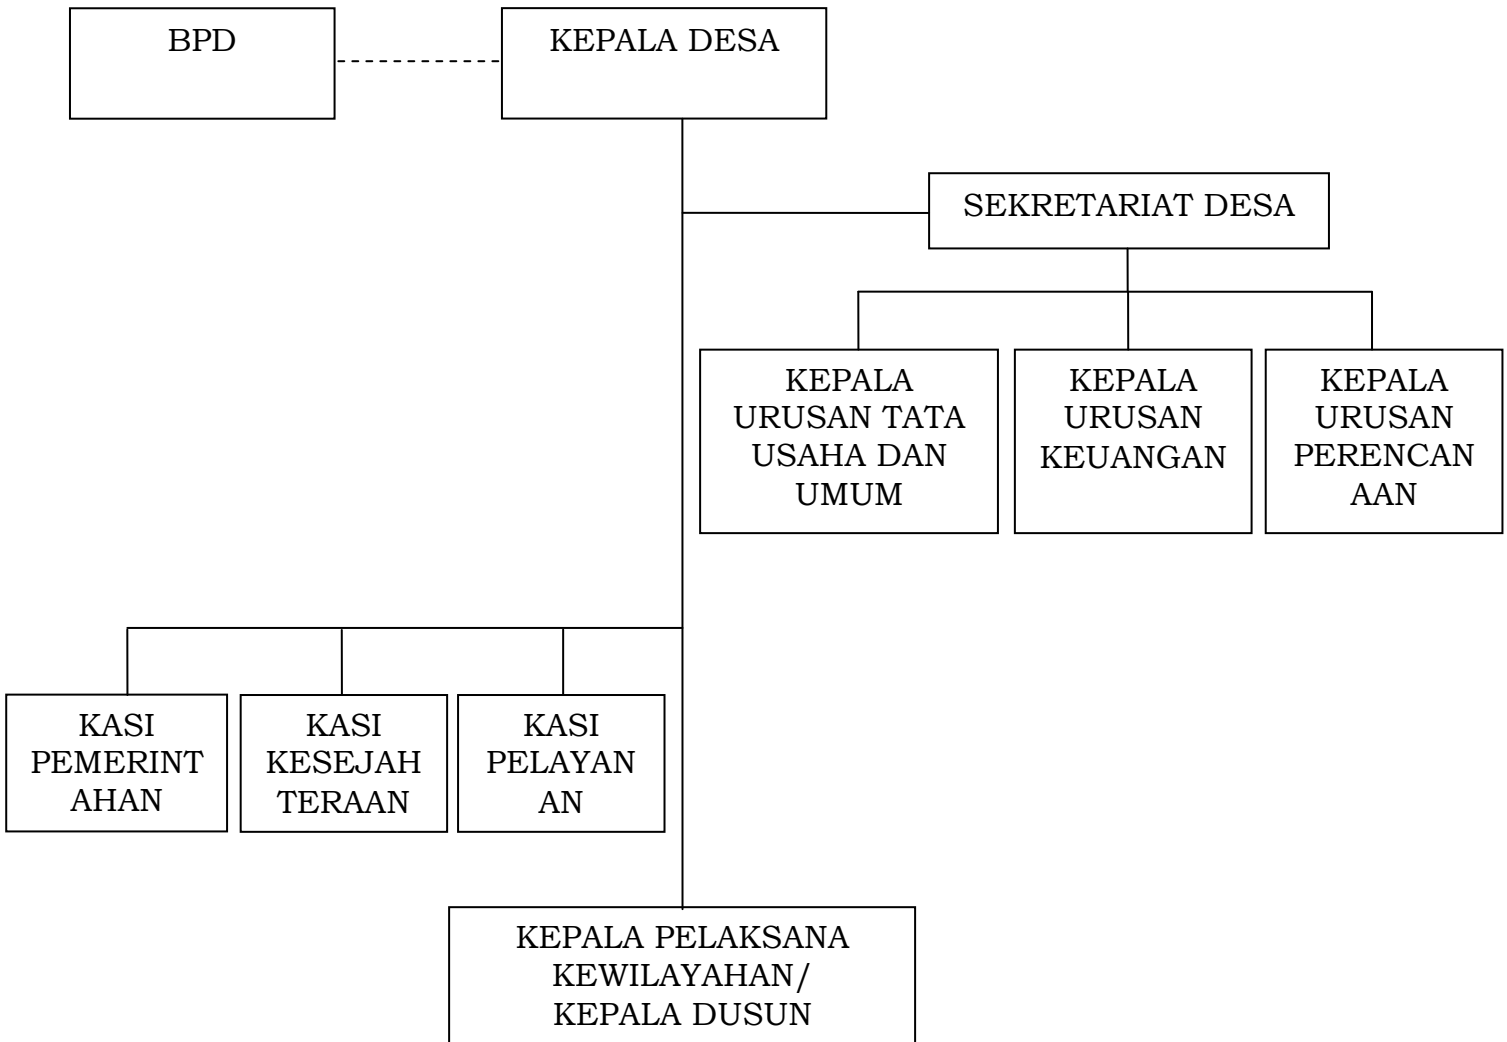 BPD
KEPALA DESA
SEKRETARIAT DESA
KEPALA
URUSAN TATA
USAHA DAN
UMUM
KEPALA
URUSAN
KEUANGAN
KEPALA
URUSAN
PERENCAN
AAN
KASI
PEMERINT
AHAN
KASI
KESEJAH
TERAAN
KASI
PELAYAN
AN
KEPALA PELAKSANA
KEWILAYAHAN/
KEPALA DUSUN